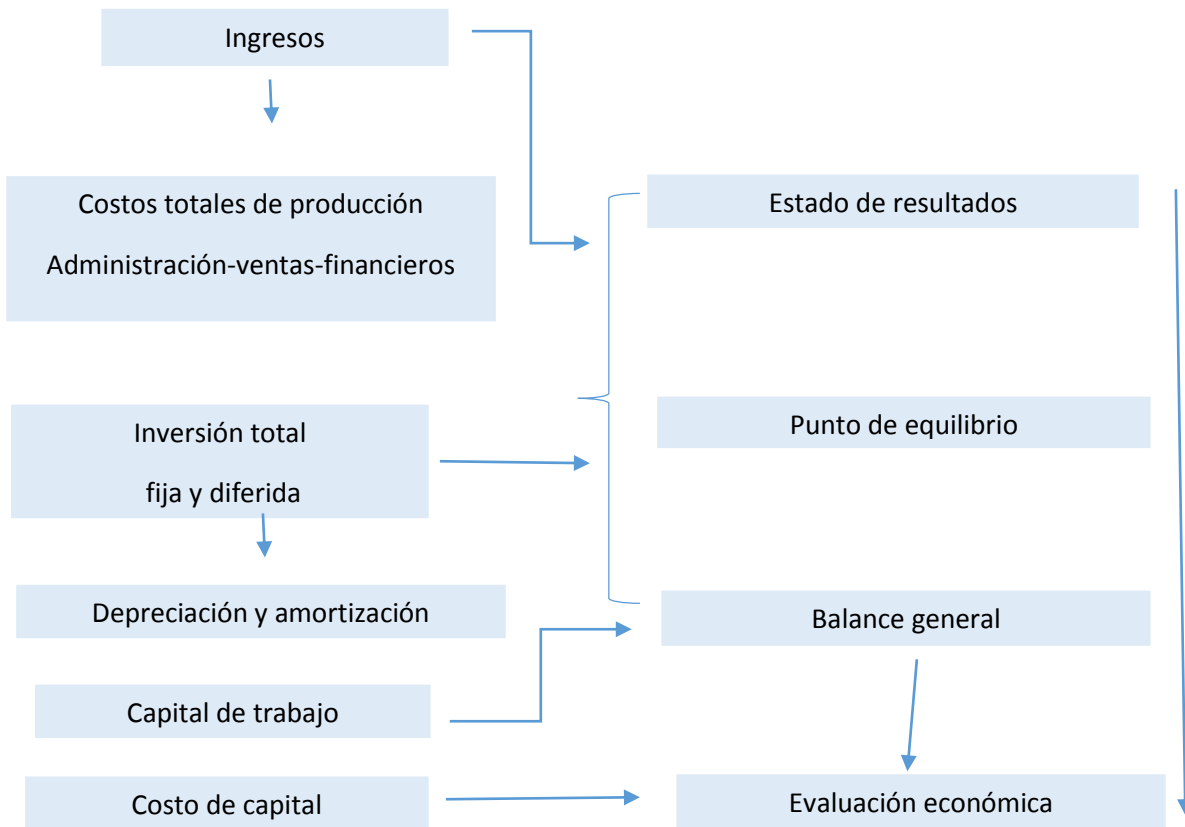 Ingresos
Costos totales de producción
Administración-ventas-financieros
Estado de resultados
Inversión total
fija y diferida
Punto de equilibrio
Depreciación y amortización
Balance general
Capital de trabajo
Costo de capital
Evaluación económica